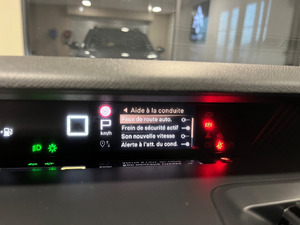 Aide à la conduite
Feux de route auto.
km/h
Frein de sécurité actif
Son nouvelle vitesse
Alerte à l'att. du cond.